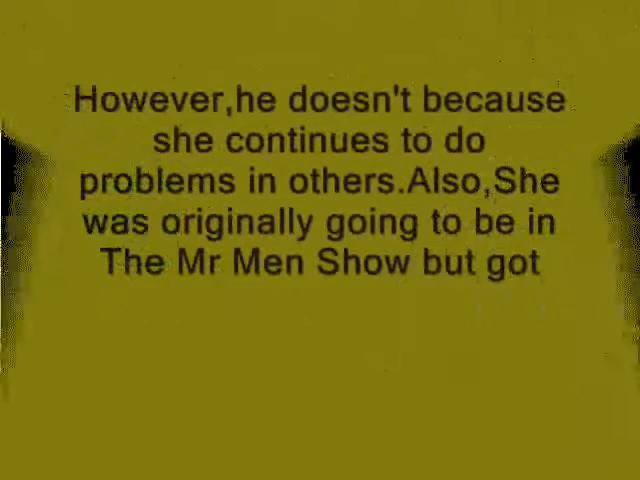 However,he doesn't because
she continues to do
problems in others.Also,She
was originally going to be in
The Mr Men Show but got